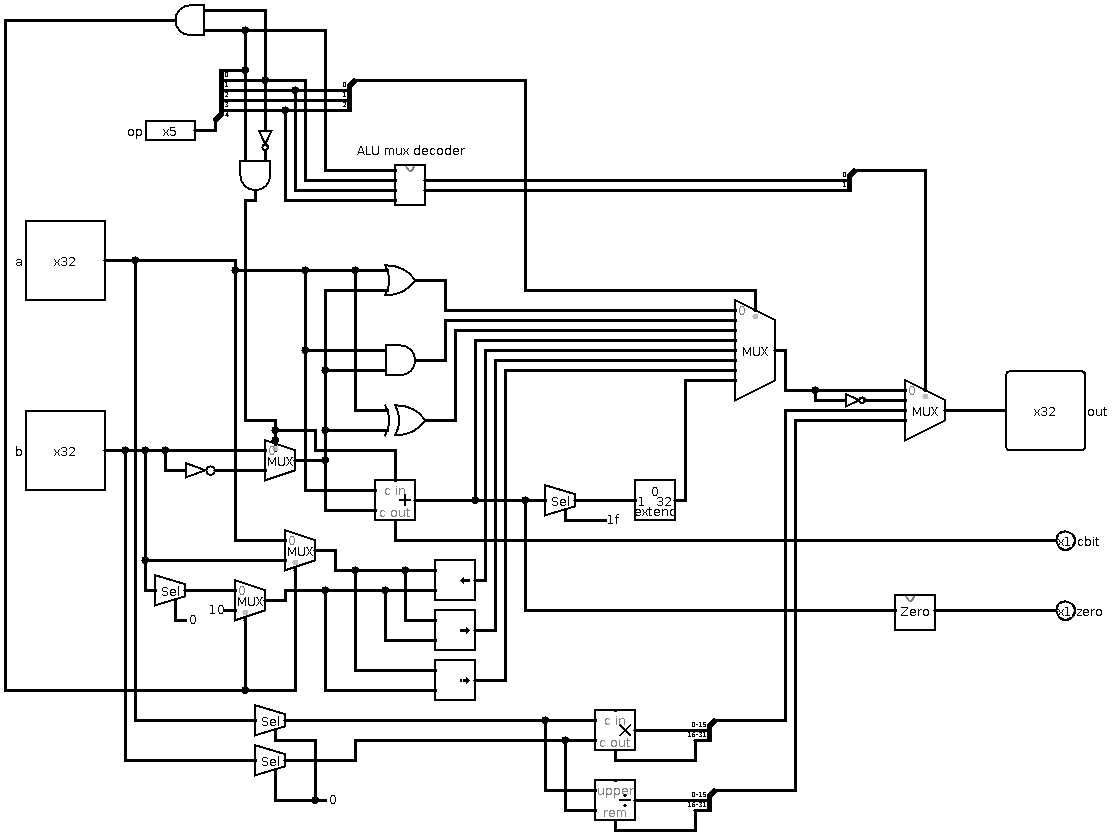 0
1
2
3
4
0
1
2
op
x5
ALU mux decoder
0
1
a
x32
0
MUX
0
MUX
x32
out
b
x32
0
MUX
c in
+
c out
Sel
1f
0
1 32
extend
0
MUX
x1
cbit
Sel
0
0
MUX
10
Zero
x1
zero
Sel
c in
×
c out
0-15
16-31
Sel
0
upper
÷
rem
0-15
16-31